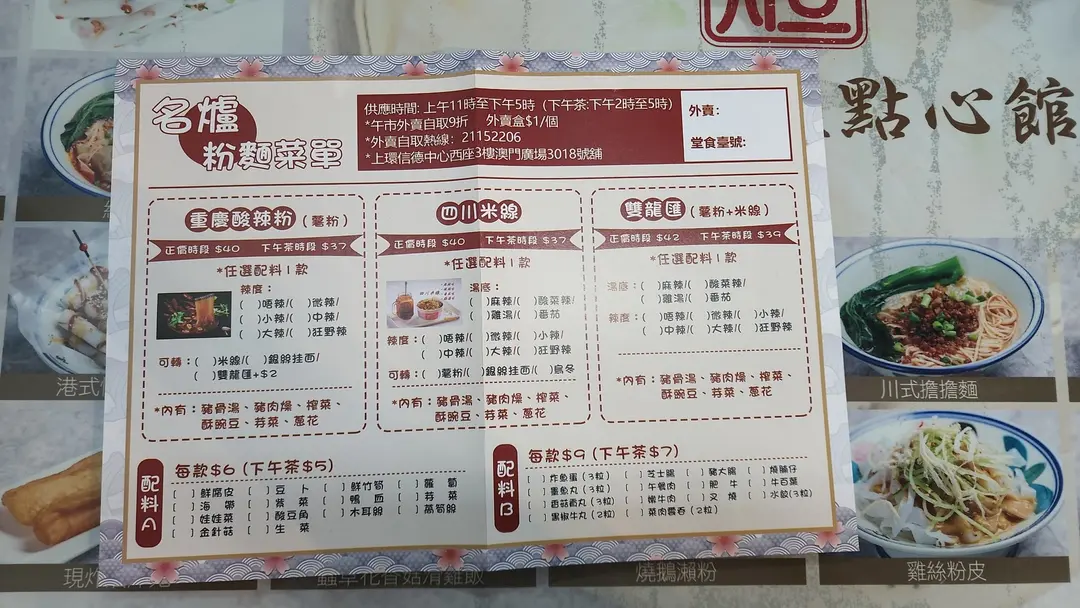 點心館
名爐
粉麵菜單
供應時間: 上午11時至下午5時 (下午茶:下午2時至5時)
*午市外賣自取9折 外賣盒$1/個
*外賣自取熱線: 21152206
*上環信德中心西座3樓澳門廣場3018號舖
外賣:
堂食臺號:
重慶酸辣粉 (薯粉)
正價時段 $40 下午茶時段 $37
*任選配料1款
辣度:
( )唔辣/( )微辣/
( )小辣/( )中辣/
( )大辣/( )狂野辣
可轉:( )米線/( )銀絲挂面/
( )雙龍匯+$2
*內有:豬骨湯、豬肉燥、榨菜、
酥豌豆、芽菜、蔥花
四川米線
正價時段 $40 下午茶時段 $37
*任選配料1款
湯底:
( )麻辣/( )酸菜辣/
( )雞湯/( )番茄
辣度:( )唔辣/( )微辣/( )小辣/
( )中辣/( )大辣/( )狂野辣
可轉:( )薯粉/( )銀絲挂面/( )烏冬
*內有:豬骨湯、豬肉燥、榨菜、
酥豌豆、芽菜、蔥花
雙龍匯 (薯粉+米線)
正價時段 $42 下午茶時段 $39
*任選配料1款
湯底:( )麻辣/( )酸菜辣/
( )雞湯/( )番茄
辣度:( )唔辣/( )微辣/( )小辣/
( )中辣/( )大辣/( )狂野辣
*內有:豬骨湯、豬肉燥、榨菜、
酥豌豆、芽菜、蔥花
配料A
每款$6 (下午茶$5)
[ ] 鮮腐皮 [ ] 豆卜 [ ] 鮮竹筍 [ ] 蘿蔔
[ ] 海帶 [ ] 紫菜 [ ] 鴨血 [ ] 芽菜
[ ] 娃娃菜 [ ] 酸豆角 [ ] 木耳絲 [ ] 萵筍絲
[ ] 金針菇 [ ] 生菜
配料B
每款$9 (下午茶$7)
[ ] 炸魚蛋 (3粒) [ ] 芝士腸 [ ] 豬大腸 [ ] 燒腩仔
[ ] 墨魚丸 (3粒) [ ] 午餐肉 [ ] 肥牛 [ ] 牛百葉
[ ] 香菇貢丸 (3粒) [ ] 嫩牛肉 [ ] 叉燒 [ ] 水餃(3粒)
[ ] 黑椒牛丸 (2粒) [ ] 菜肉雲吞 (2粒)
川式擔擔麵
港式
現炸
蟲草花香菇滑雞飯
燒鵝瀨粉
雞絲粉皮